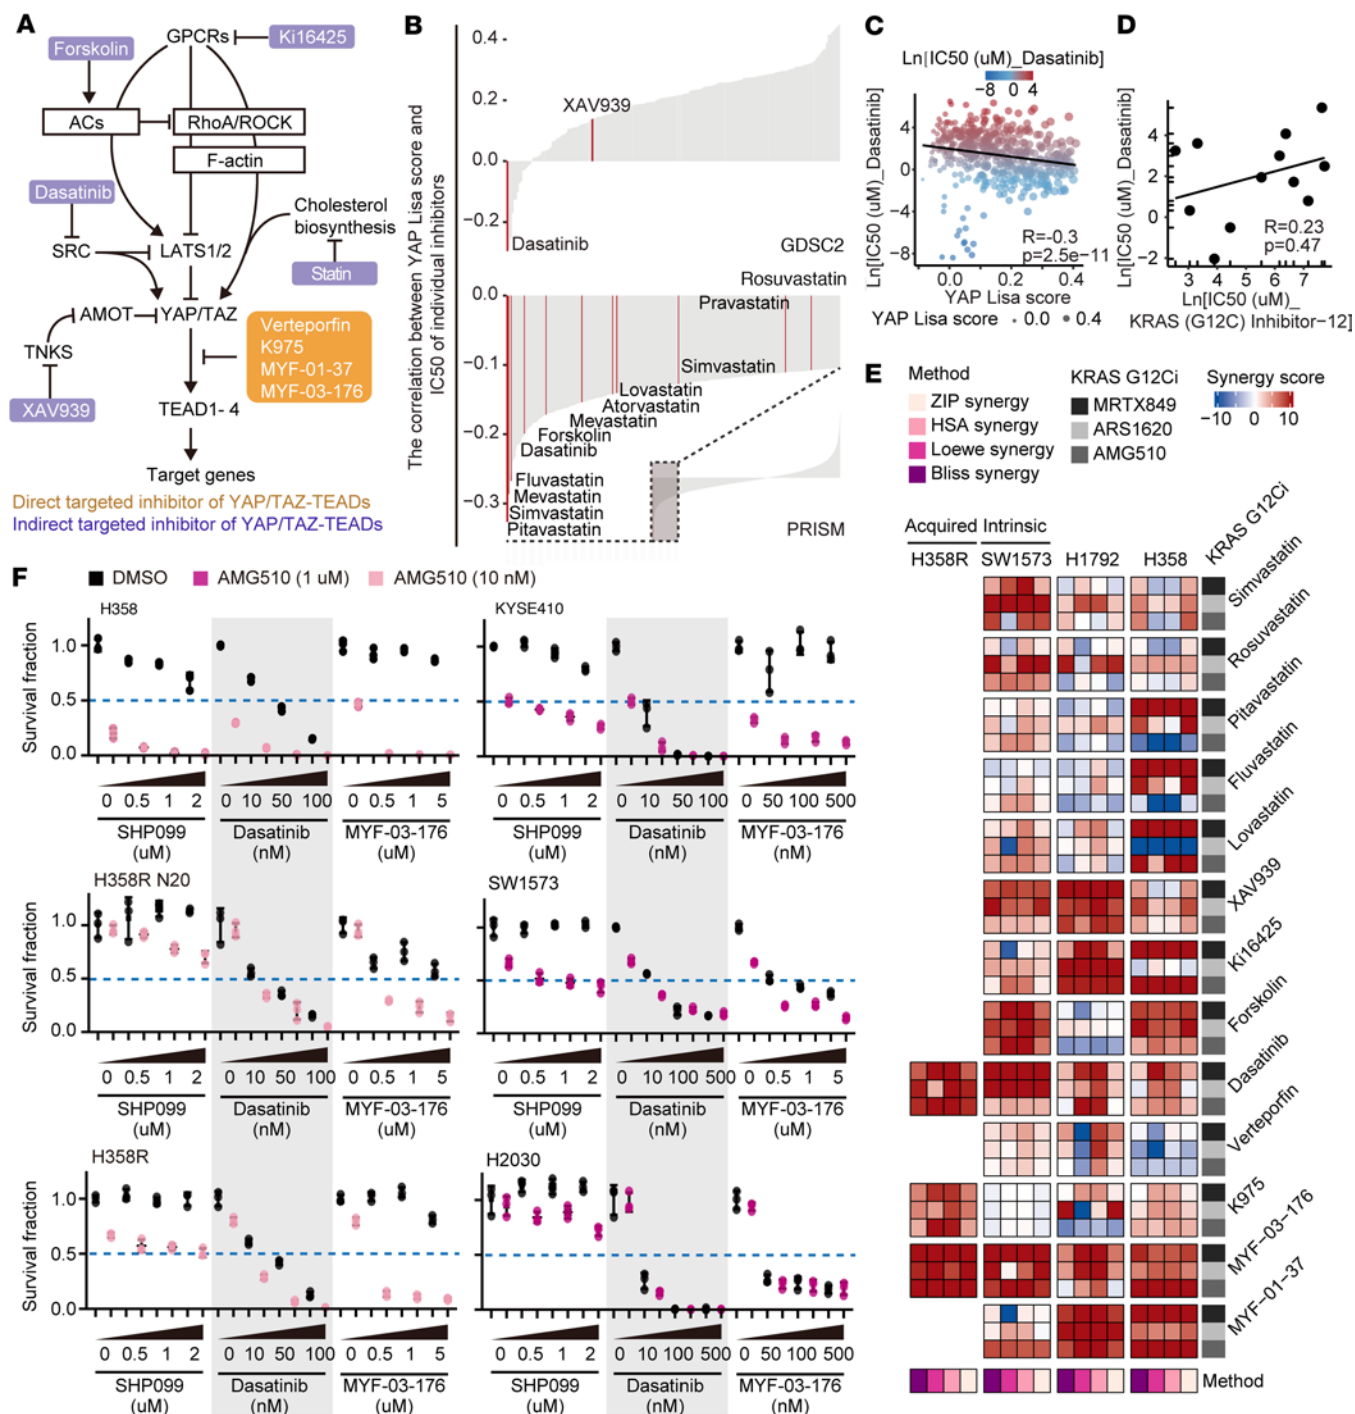 A
Forskolin
GPCRs
Ki16425
ACs
RhoA/ROCK
F-actin
Dasatinib
Cholesterol
biosynthesis
SRC
LATS1/2
Statin
AMOT
YAP/TAZ
TNKS
Verteporfin
K975
MYF-01-37
MYF-03-176
XAV939
TEAD1- 4
Target genes
Direct targeted inhibitor of YAP/TAZ-TEADs
Indirect targeted inhibitor of YAP/TAZ-TEADs
B
The correlation between YAP Lisa score and
IC50 of individual inhibitors
0.4
0.2
0.0
−0.2
XAV939
Dasatinib
GDSC2
0.0
−0.1
−0.2
−0.3
Rosuvastatin
Pravastatin
Simvastatin
Lovastatin
Atorvastatin
Mevastatin
Forskolin
Dasatinib
Fluvastatin
Mevastatin
Simvastatin
Pitavastatin
PRISM
C
Ln[IC50 (uM)_Dasatinib]
−8 0 4
Ln[IC50 (uM)_Dasatinib]
4
0
−4
−8
R=-0.3
p=2.5e−11
0.0 0.2 0.4
YAP Lisa score
YAP Lisa score 0.0 0.4
D
Ln[IC50 (uM)_Dasatinib]
4
2
0
−2
R=0.23
p=0.47
3 4 5 6 7
Ln[IC50 (uM)_
KRAS (G12C) Inhibitor−12]
E
Method
ZIP synergy
HSA synergy
Loewe synergy
Bliss synergy
KRAS G12Ci
MRTX849
ARS1620
AMG510
Synergy score
−10 0 10
Acquired
Intrinsic
H358R
SW1573
H1792
H358
KRAS G12Ci
Simvastatin
Rosuvastatin
Pitavastatin
Fluvastatin
Lovastatin
XAV939
Ki16425
Forskolin
Dasatinib
Verteporfin
K975
MYF−03−176
MYF−01−37
Method
F
DMSO
AMG510 (1 uM)
AMG510 (10 nM)
H358
Survival fraction
1.0
0.5
0.0
0 0.5 1 2
SHP099
(uM)
0 10 50 100
Dasatinib
(nM)
0 0.5 1 5
MYF-03-176
(uM)
KYSE410
0 0.5 1 2
SHP099
(uM)
0 10 50 100
Dasatinib
(nM)
0 50 100 500
MYF-03-176
(nM)
H358R N20
Survival fraction
1.0
0.5
0.0
0 0.5 1 2
SHP099
(uM)
0 10 50 100
Dasatinib
(nM)
0 0.5 1 5
MYF-03-176
(uM)
SW1573
0 0.5 1 2
SHP099
(uM)
0 10 50 100 500
Dasatinib
(nM)
0 0.5 1 5
MYF-03-176
(uM)
H358R
Survival fraction
1.0
0.5
0.0
0 0.5 1 2
SHP099
(uM)
0 10 50 100
Dasatinib
(nM)
0 0.5 1 5
MYF-03-176
(uM)
H2030
0 0.5 1 2
SHP099
(uM)
0 10 50 100 500
Dasatinib
(nM)
0 50 100 500
MYF-03-176
(nM)